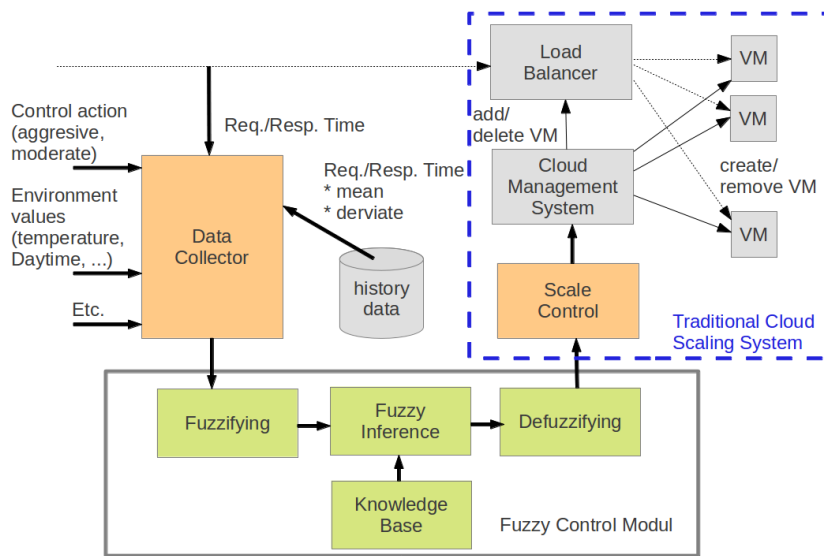 Load
Balancer
VM
VM
VM
add/
delete VM
create/
remove VM
Cloud
Management
System
Scale
Control
Traditional Cloud
Scaling System
Control action
(aggresive,
moderate)
Req./Resp. Time
Environment
values
(temperature,
Daytime, ...)
Etc.
Data
Collector
Req./Resp. Time
* mean
* derviate
history
data
Fuzzifying
Fuzzy
Inference
Defuzzifying
Knowledge
Base
Fuzzy Control Modul